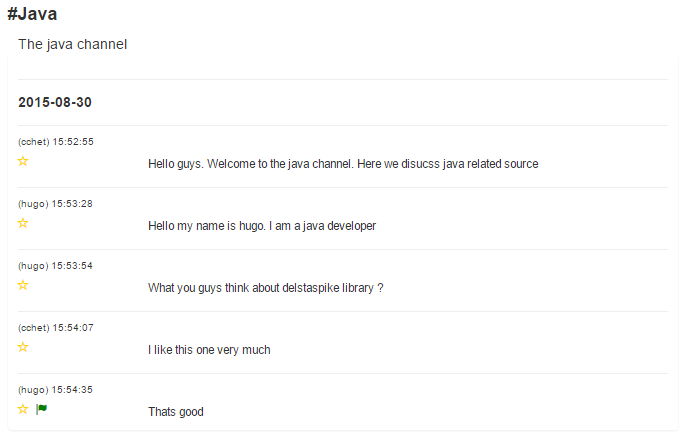 #Java
The java channel
2015-08-30
(cchet) 15:52:55
Hello guys. Welcome to the java channel. Here we disucss java related source
(hugo) 15:53:28
Hello my name is hugo. I am a java developer
(hugo) 15:53:54
What you guys think about delstaspike library ?
(cchet) 15:54:07
I like this one very much
(hugo) 15:54:35
Thats good